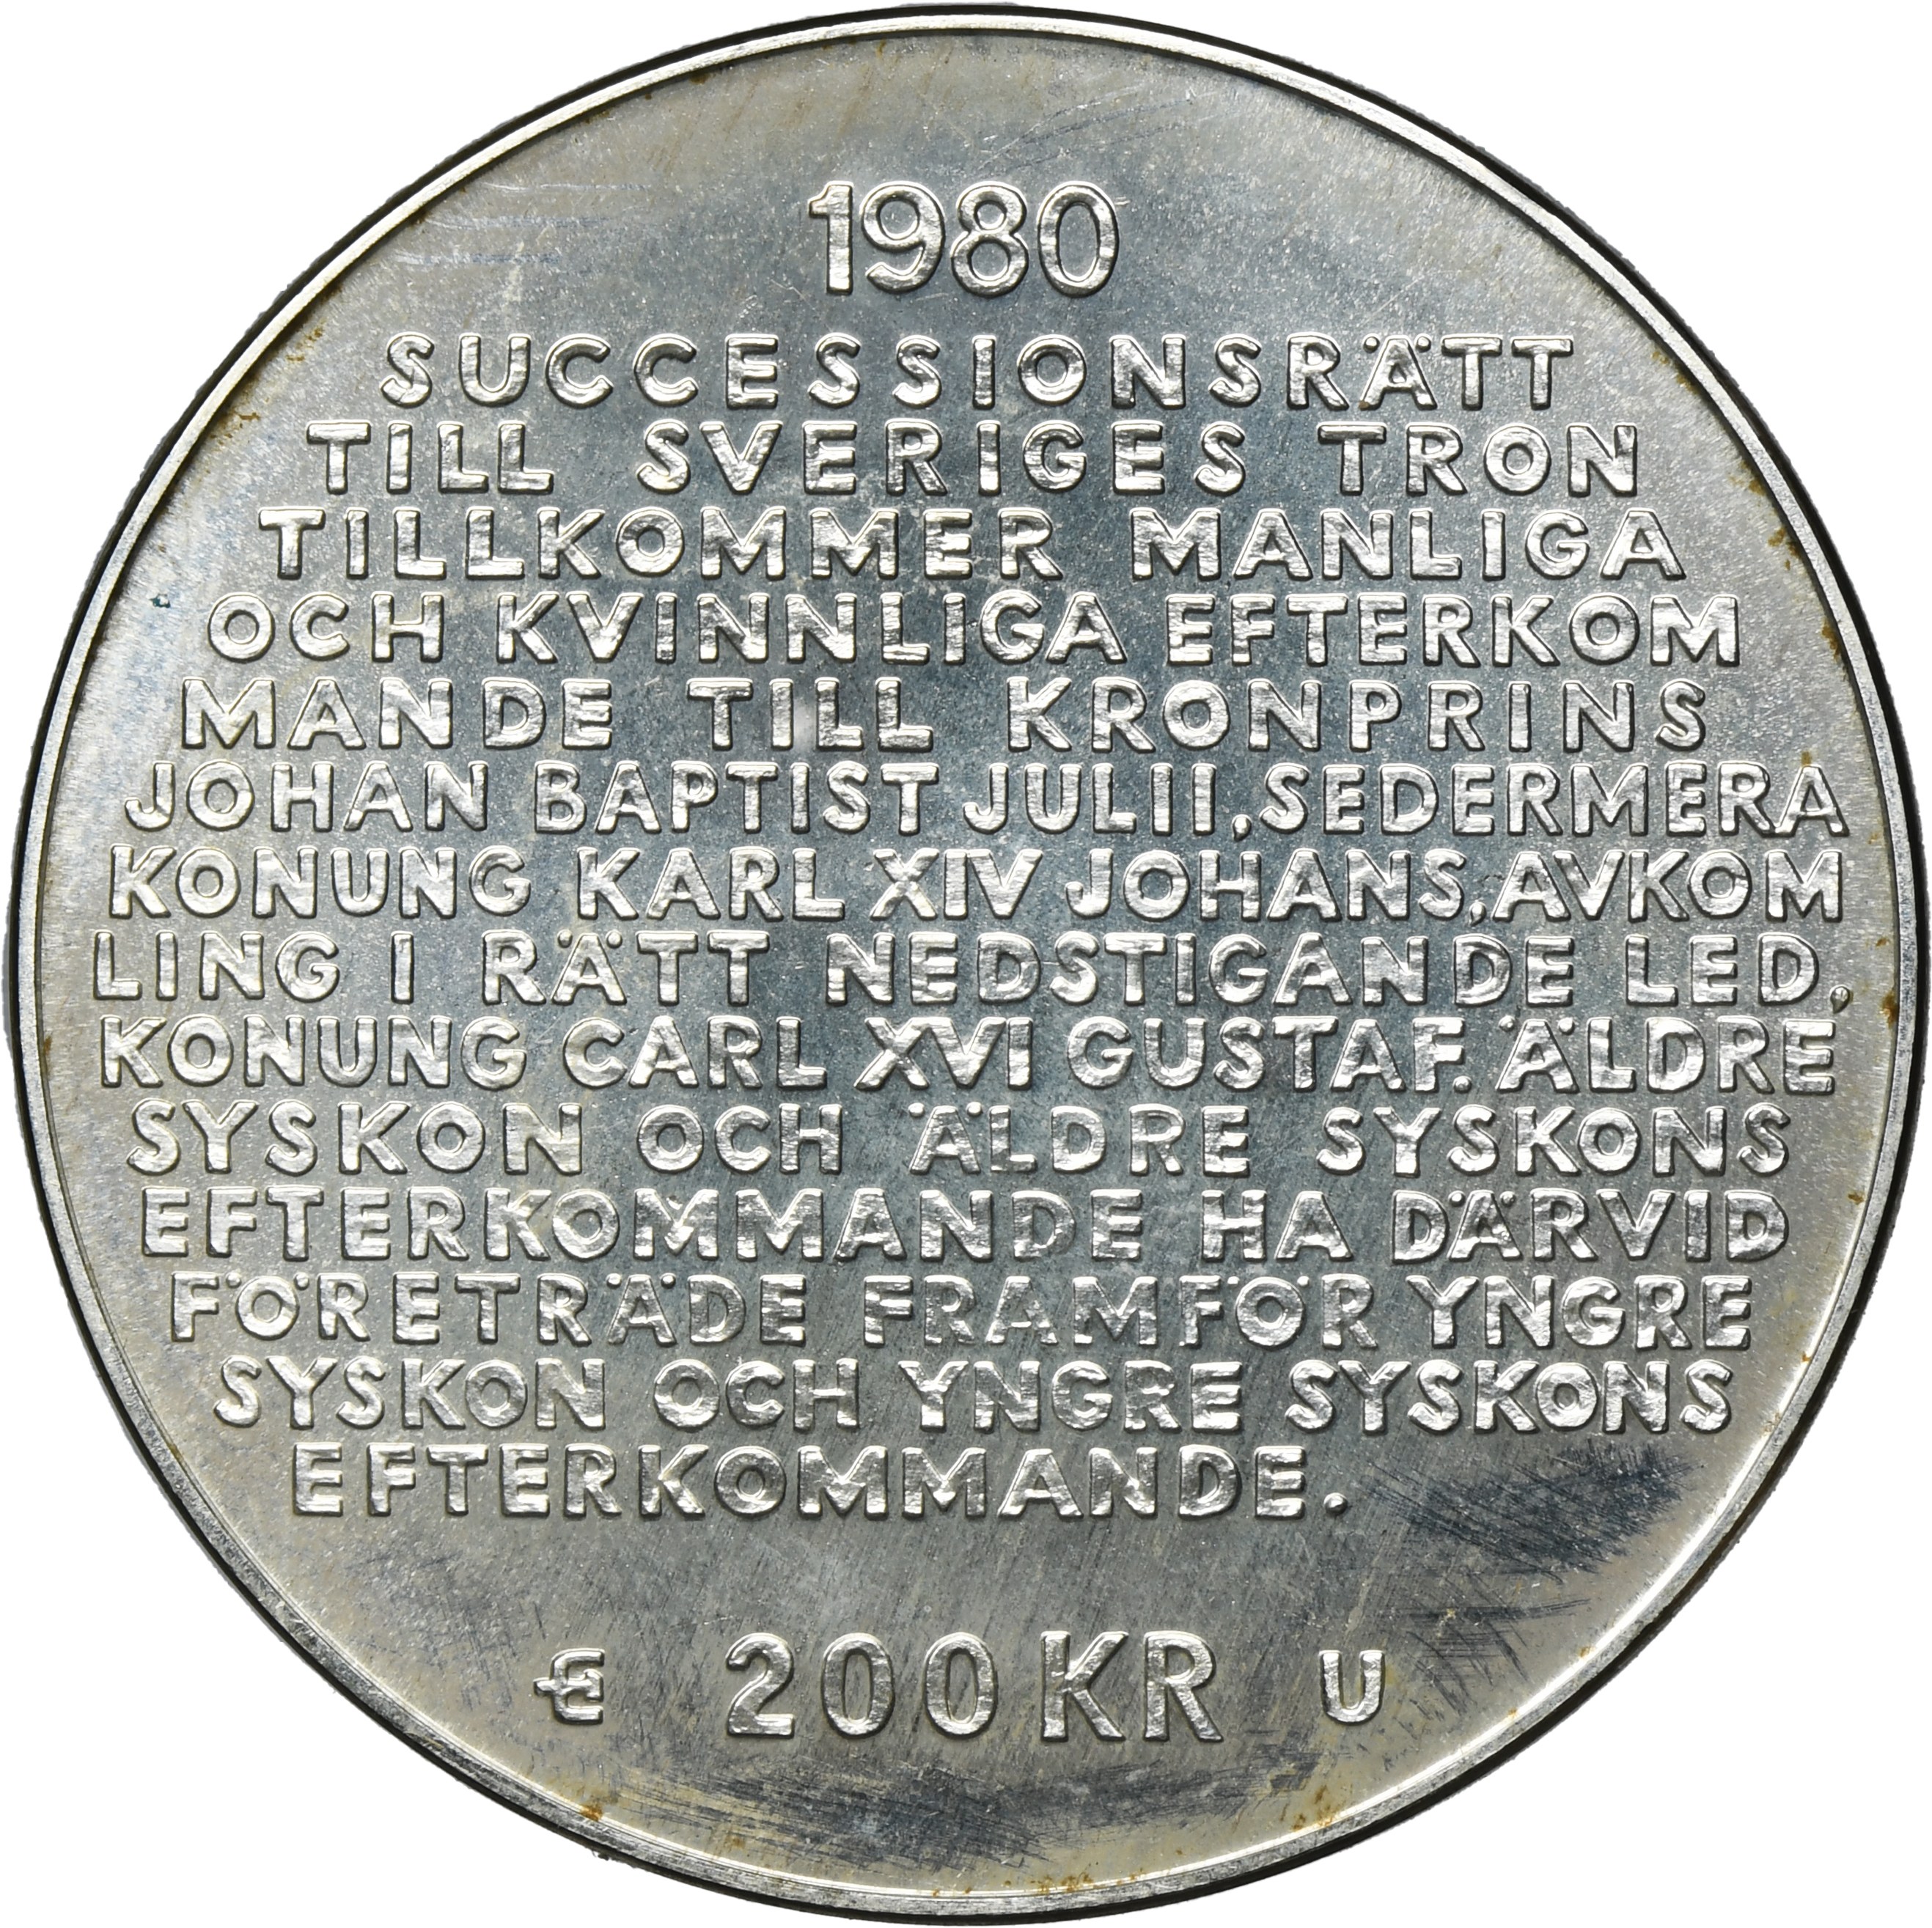 1980
SUCCESSIONSRÄTT
TILL SVERIGES TRON
TILLKOMMER MANLIGA
OCH KVINNLIGA EFTERKOM
MANDE TILL KRONPRINS
JOHAN BAPTIST JULII, SEDERMERA
KONUNG KARL XIV JOHANS, AVKOM
LING I RÄTT NEDSTIGANDE LED,
KONUNG CARL XVI GUSTAF. ÄLDRE
SYSKON OCH ÄLDRE SYSKONS
EFTERKOMMANDE HA DÄRVID
FÖRETRÄDE FRAMFÖR YNGRE
SYSKON OCH YNGRE SYSKONS
EFTERKOMMANDE.
200 KR U